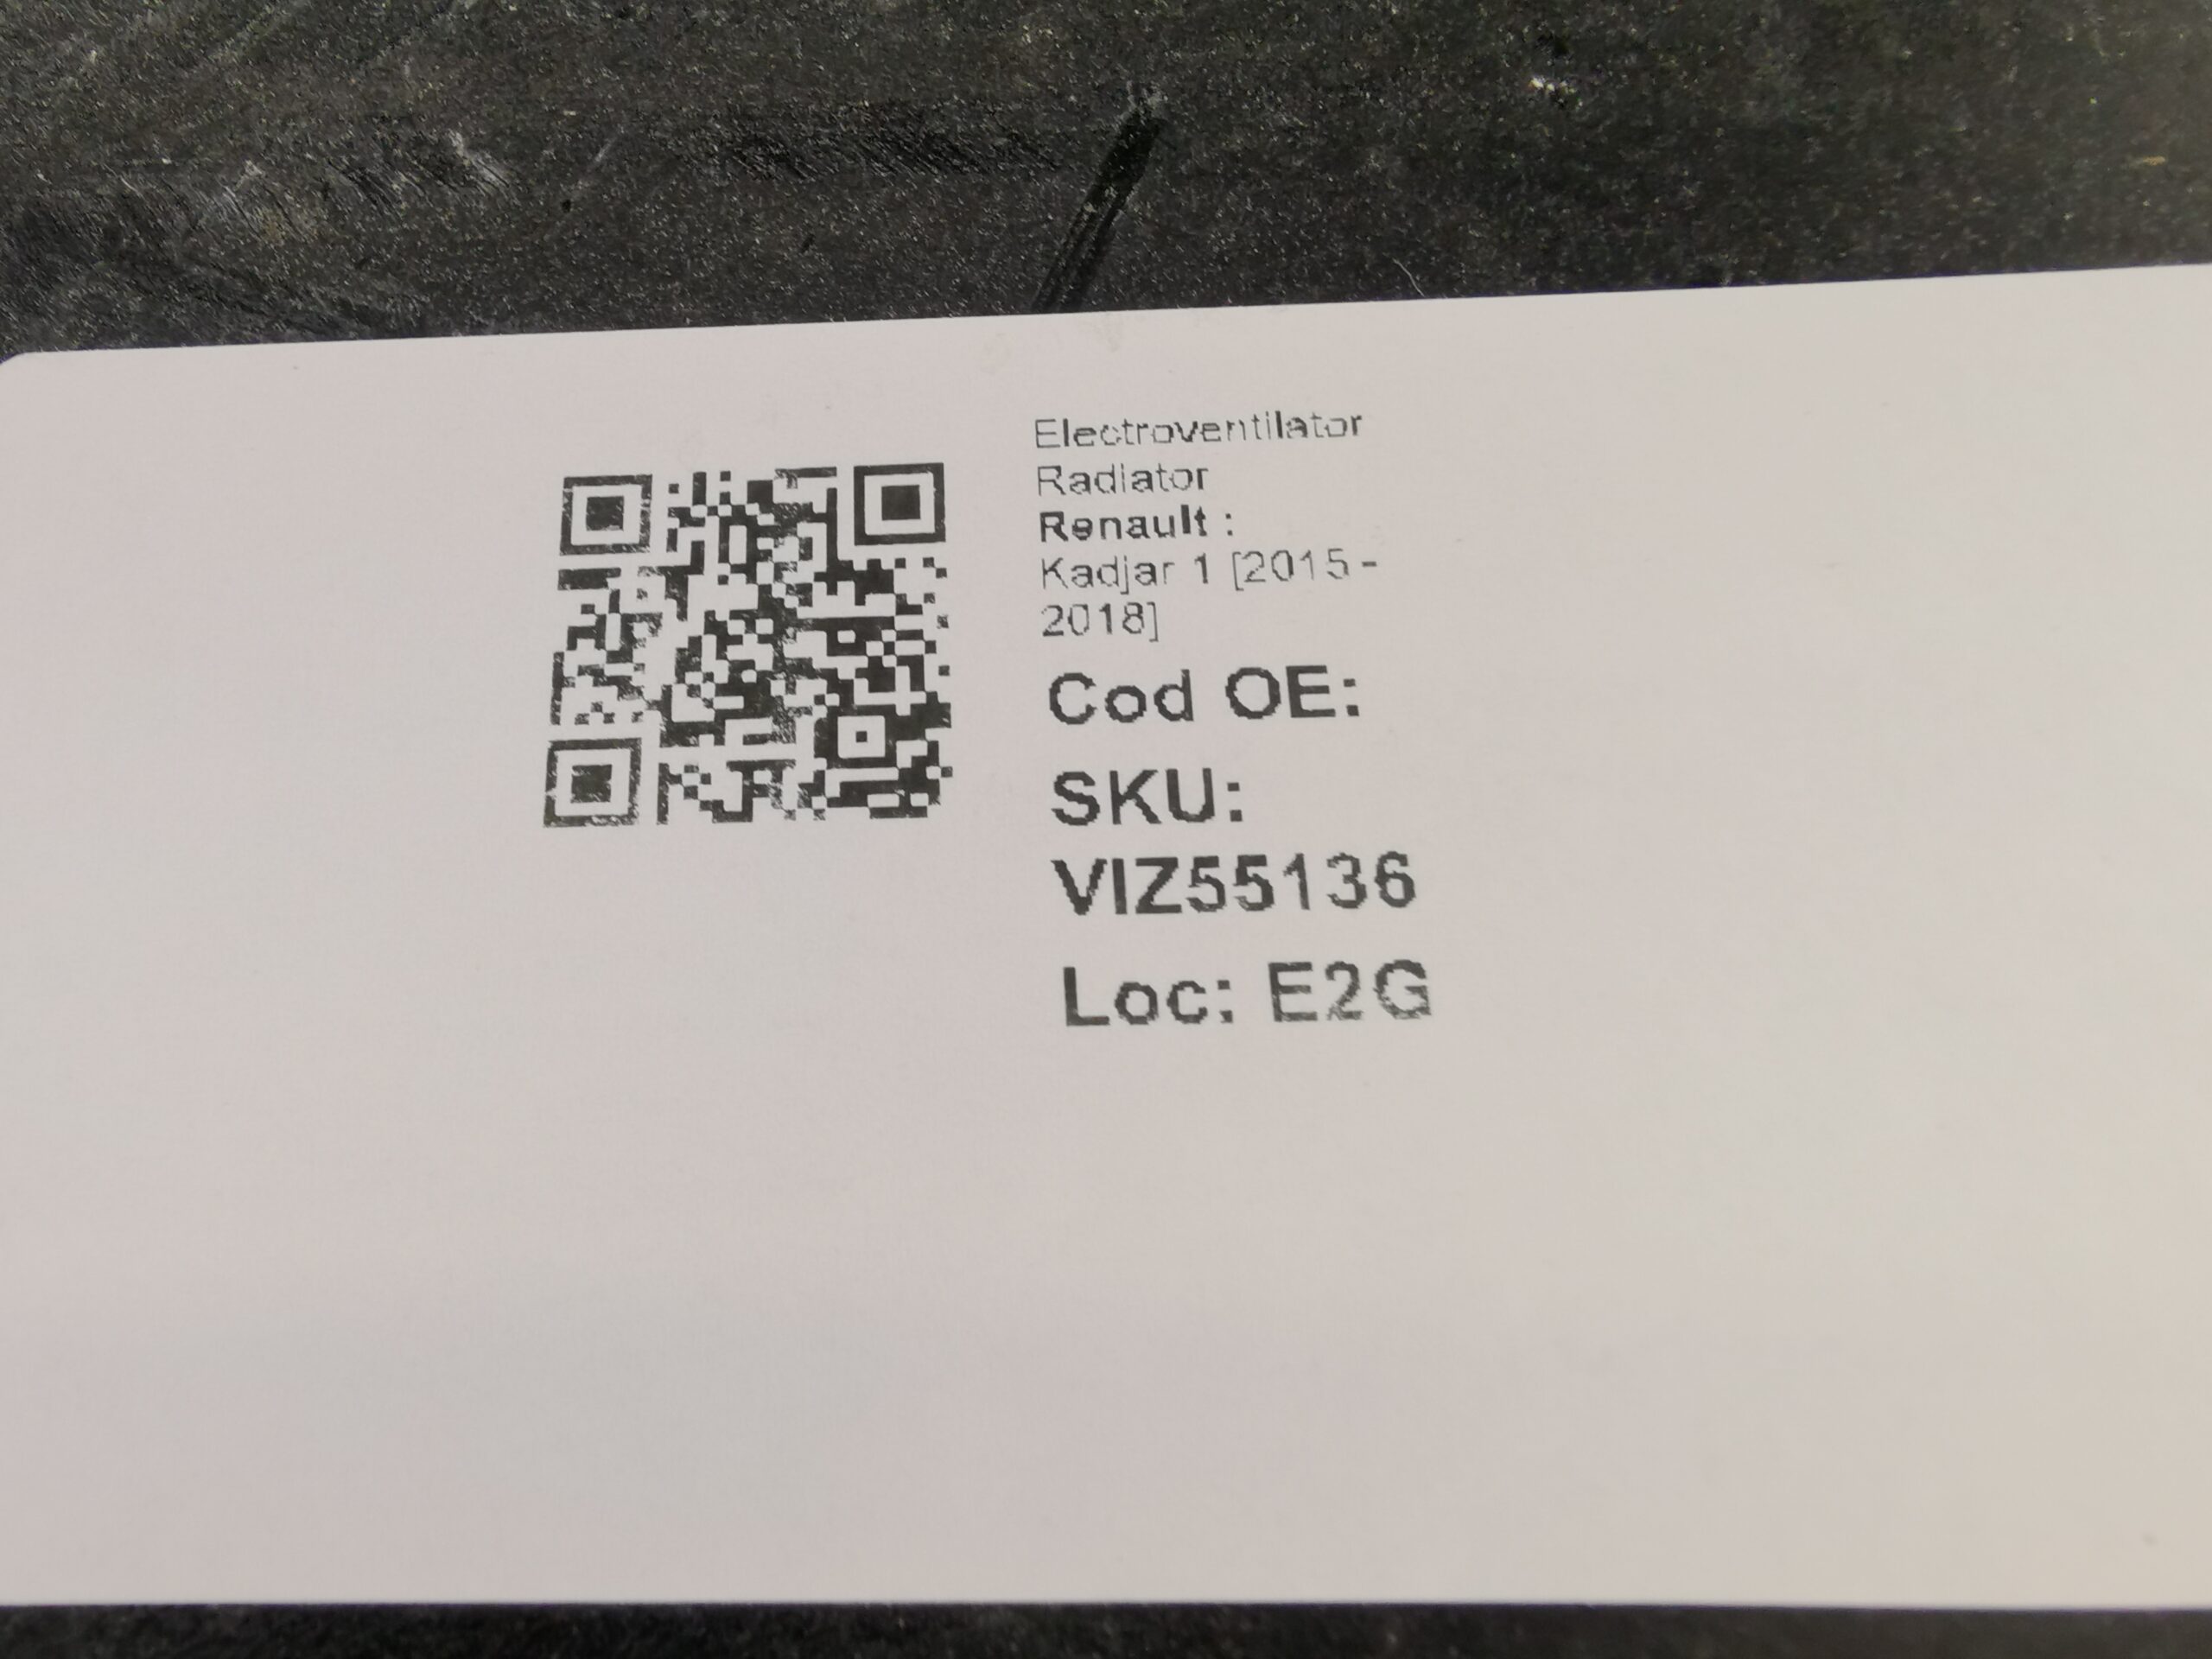 Electroventilator
Radiator
Renault :
Kadjar 1 [2015 -
2018]
Cod OE:
SKU:
VIZ55136
Loc: E2G